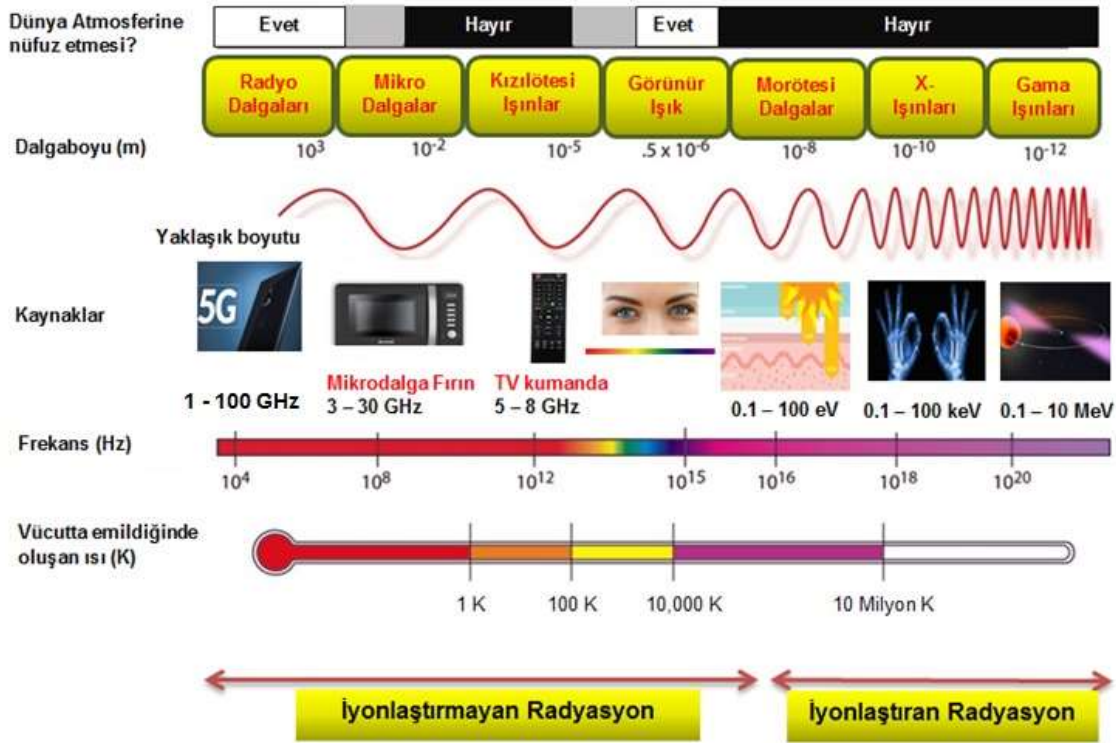 Dünya Atmosferine
nüfuz etmesi?
Evet
Hayır
Evet
Hayır
Radyo
Dalgaları
Mikro
Dalgalar
Kızılötesi
Işınlar
Görünür
Işık
Morötesi
Dalgalar
X-
Işınları
Gama
Işınları
Dalgaboyu (m)
10³
10⁻²
10⁻⁵
.5 x 10⁻⁶
10⁻⁸
10⁻¹⁰
10⁻¹²
Yaklaşık boyutu
Kaynaklar
5G
1 - 100 GHz
Mikrodalga Fırın
3 – 30 GHz
TV kumanda
5 – 8 GHz
0.1 – 100 eV
0.1 – 100 keV
0.1 – 10 MeV
Frekans (Hz)
10⁴
10⁸
10¹²
10¹⁵
10¹⁶
10¹⁸
10²⁰
Vücutta emildiğinde
oluşan ısı (K)
1 K
100 K
10,000 K
10 Milyon K
İyonlaştırmayan Radyasyon
İyonlaştıran Radyasyon